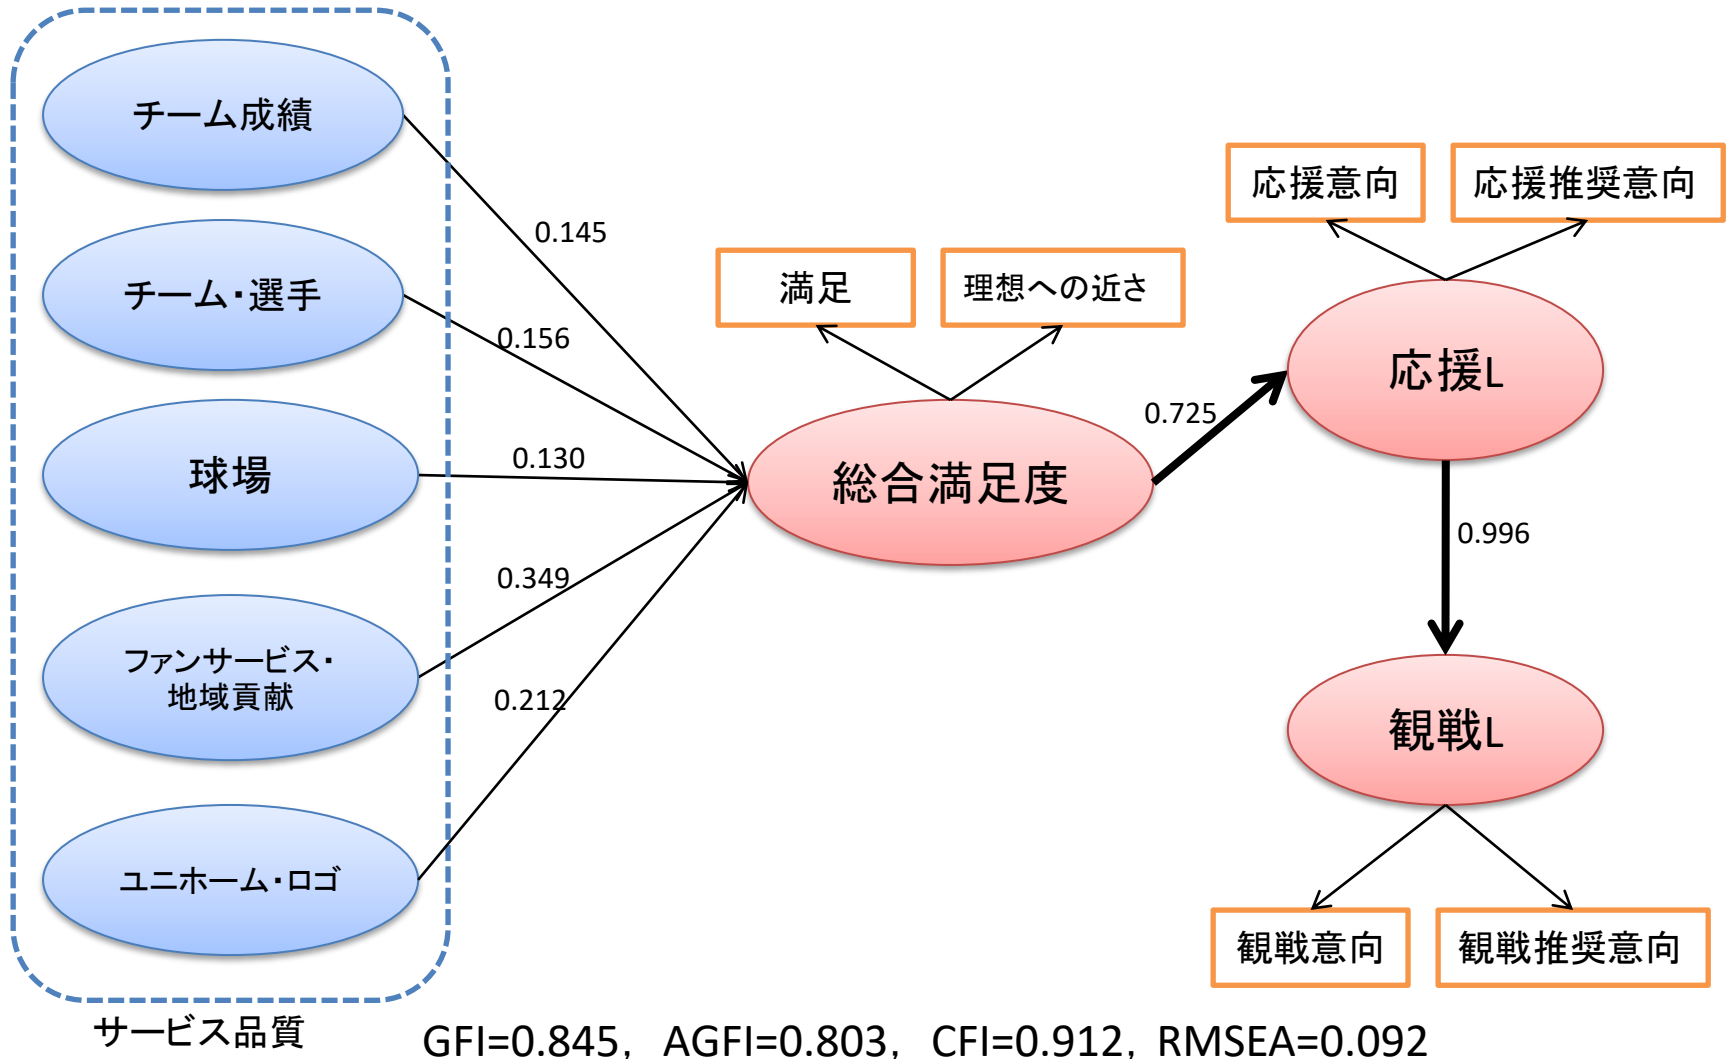 チーム成績
チーム・選手
球場
ファンサービス・
地域貢献
ユニホーム・ロゴ
サービス品質
0.145
0.156
0.130
0.349
0.212
満足
理想への近さ
総合満足度
0.725
応援意向
応援推奨意向
応援L
0.996
観戦L
観戦意向
観戦推奨意向
GFI=0.845, AGFI=0.803, CFI=0.912, RMSEA=0.092